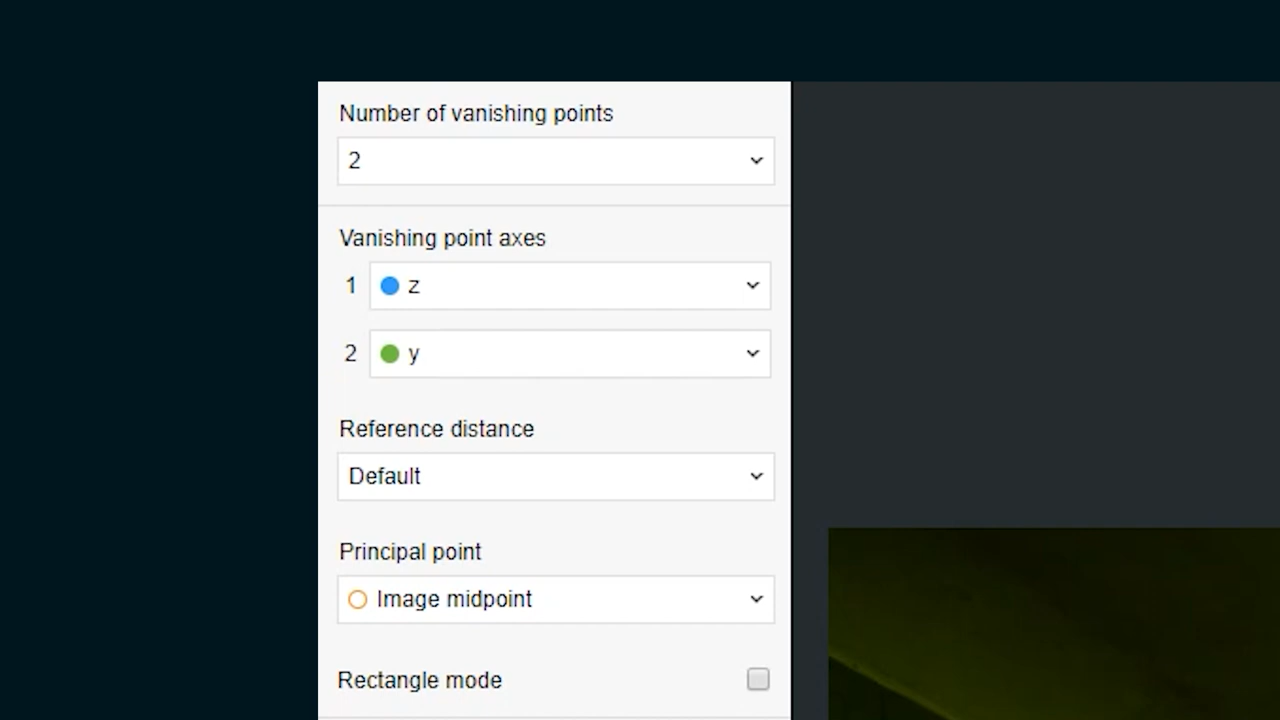 Number of vanishing points
2
Vanishing point axes
1 z
2 y
Reference distance
Default
Principal point
Image midpoint
Rectangle mode